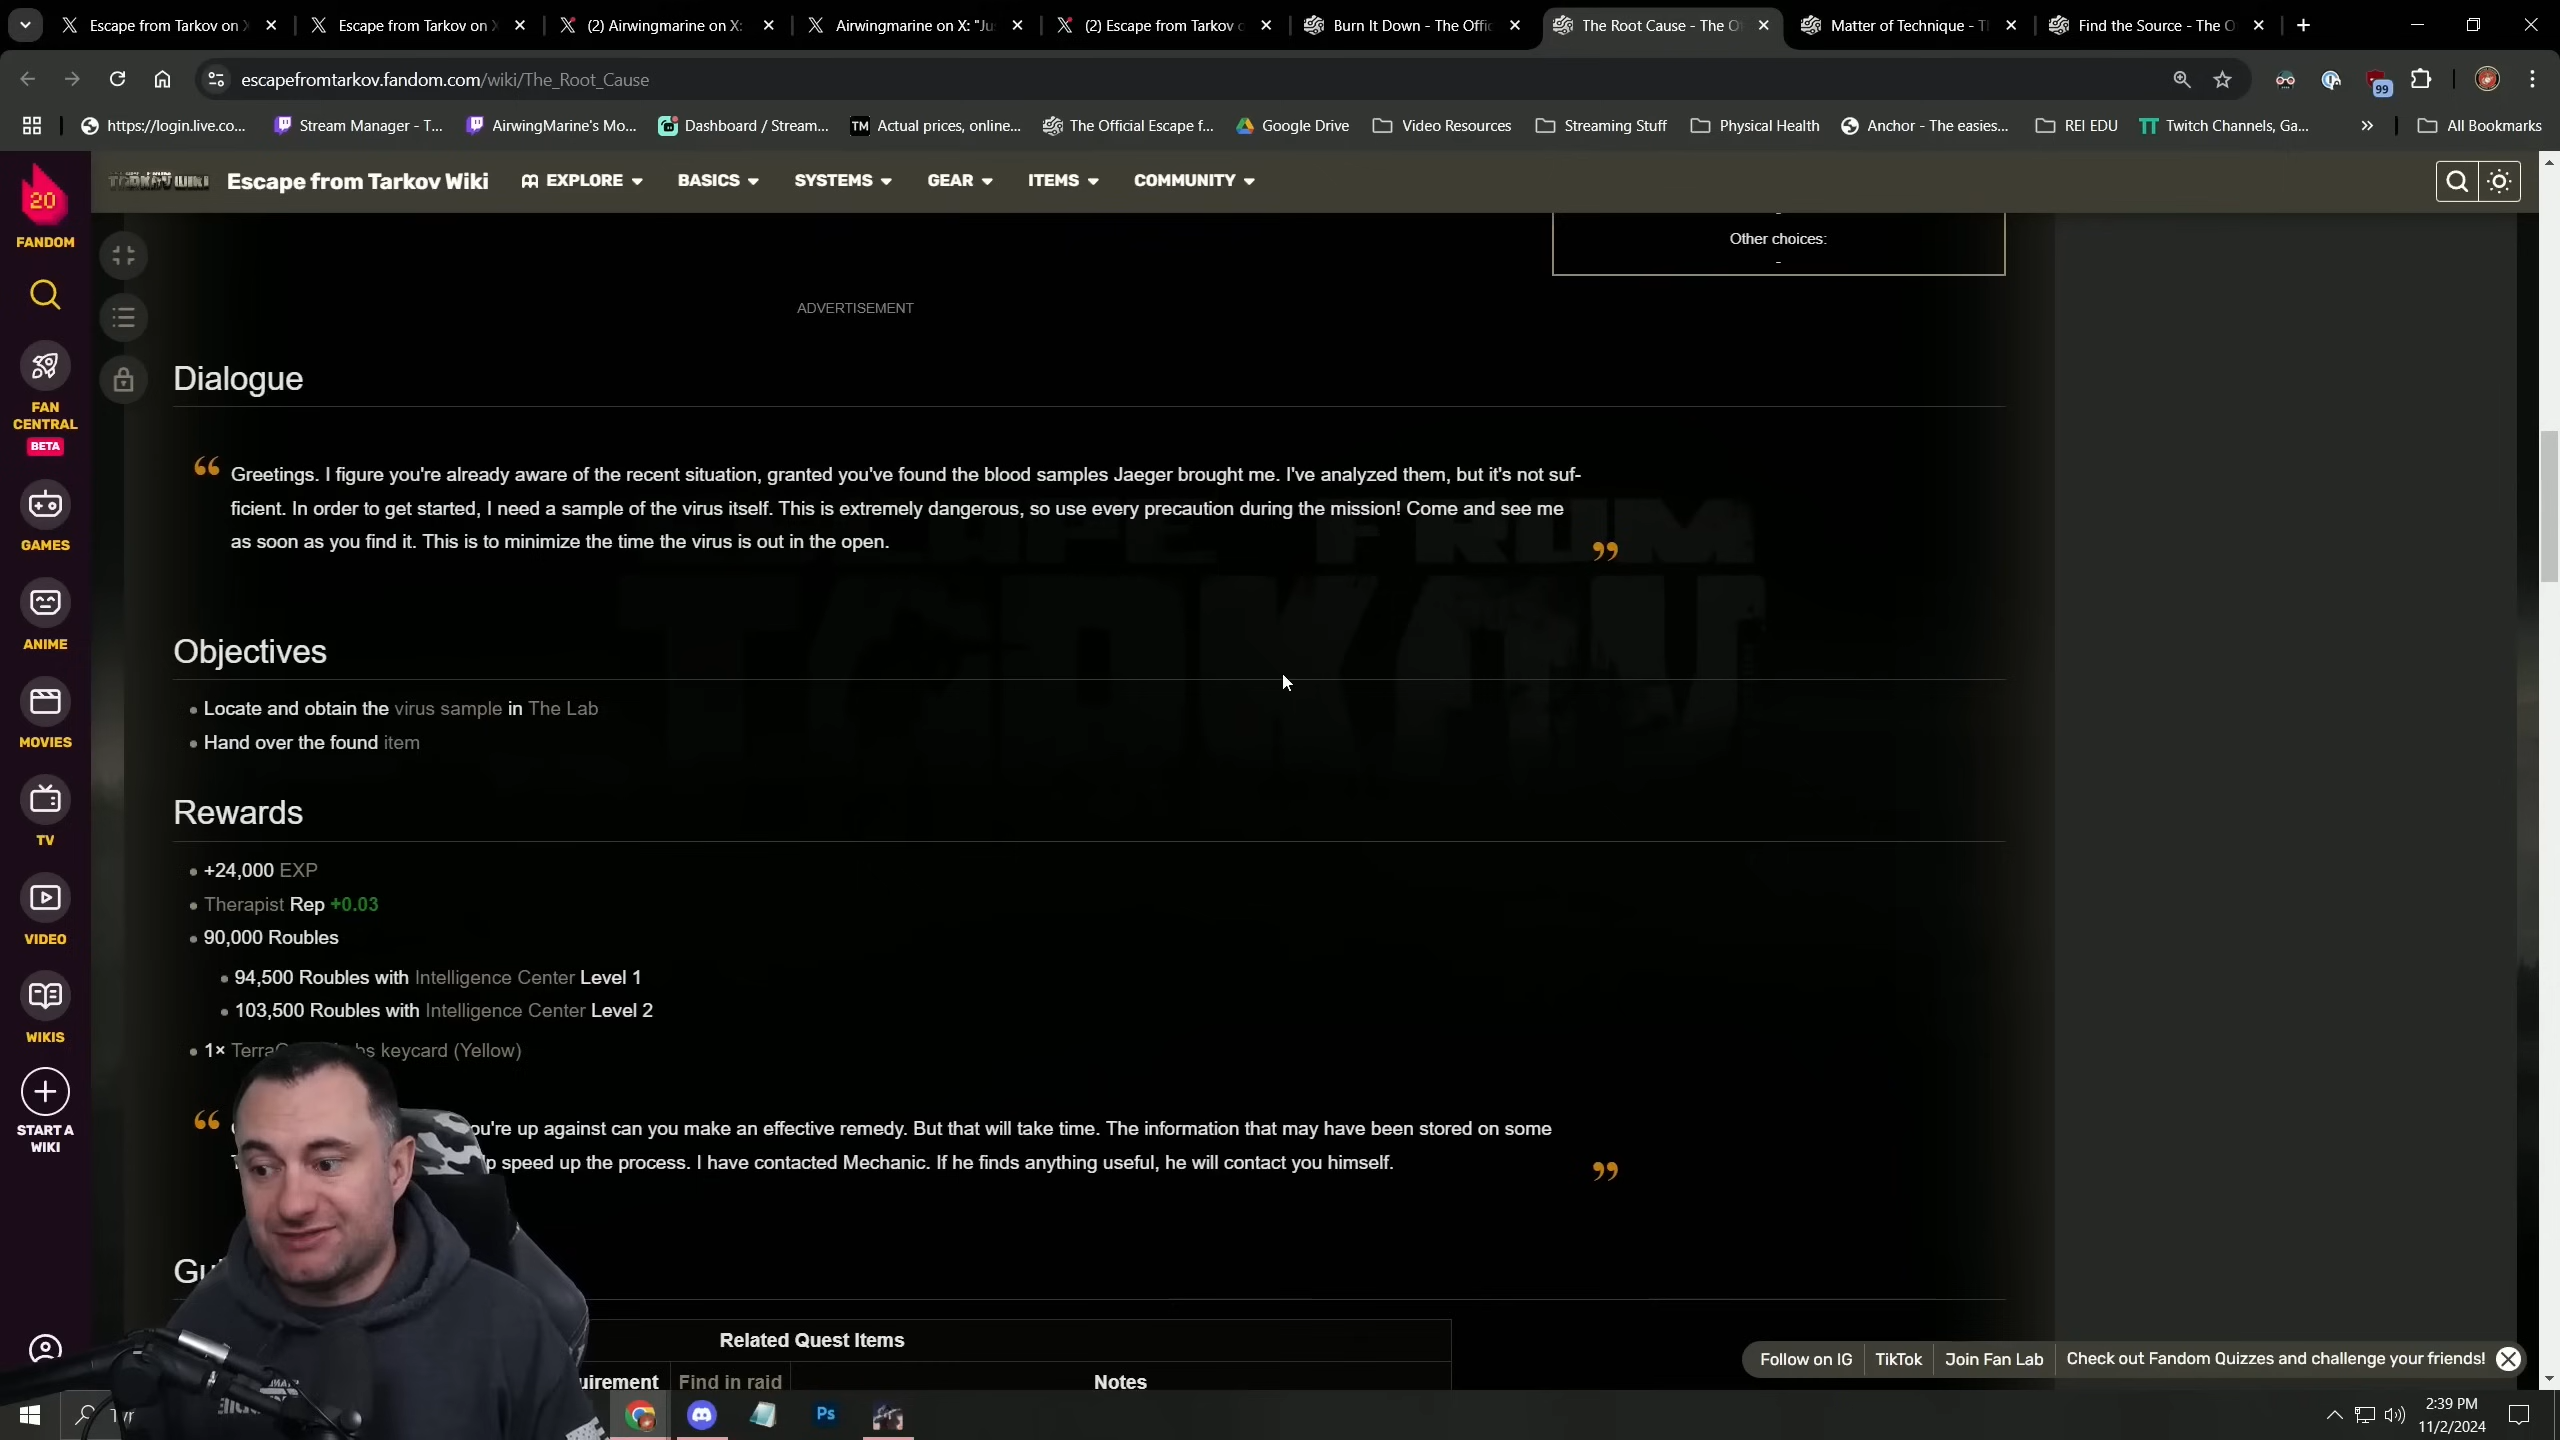 Escape from Tarkov on X
Escape from Tarkov on X
(2) Airwingmarine on X:
Airwingmarine on X: "Ju
(2) Escape from Tarkov o
Burn It Down - The Offic
The Root Cause - The O
Matter of Technique - T
Find the Source - The O
escapefromtarkov.fandom.com/wiki/The_Root_Cause
99
https://login.live.co...
Stream Manager - T...
AirwingMarine's Mo...
Dashboard / Stream...
TM
Actual prices, online...
The Official Escape f...
Google Drive
Video Resources
Streaming Stuff
Physical Health
Anchor - The easies...
REI EDU
Twitch Channels, Ga...
All Bookmarks
TARKOV WIKI
Escape from Tarkov Wiki
EXPLORE
BASICS
SYSTEMS
GEAR
ITEMS
COMMUNITY
20
FANDOM
FAN
CENTRAL
BETA
GAMES
ANIME
MOVIES
TV
VIDEO
WIKIS
START A
WIKI
Other choices:
-
ADVERTISEMENT
Dialogue
“ Greetings. I figure you're already aware of the recent situation, granted you've found the blood samples Jaeger brought me. I've analyzed them, but it's not suf-
ficient. In order to get started, I need a sample of the virus itself. This is extremely dangerous, so use every precaution during the mission! Come and see me
as soon as you find it. This is to minimize the time the virus is out in the open. ”
ESCAPE FROM
TARKOV
Objectives
• Locate and obtain the virus sample in The Lab
• Hand over the found item
Rewards
• +24,000 EXP
• Therapist Rep +0.03
• 90,000 Roubles
• 94,500 Roubles with Intelligence Center Level 1
• 103,500 Roubles with Intelligence Center Level 2
• 1× keycard (Yellow)
“ you're up against can you make an effective remedy. But that will take time. The information that may have been stored on some
speed up the process. I have contacted Mechanic. If he finds anything useful, he will contact you himself. ”
Related Quest Items
Find in raid
Notes
Follow on IG
TikTok
Join Fan Lab
Check out Fandom Quizzes and challenge your friends!
Ps
2:39 PM
11/2/2024